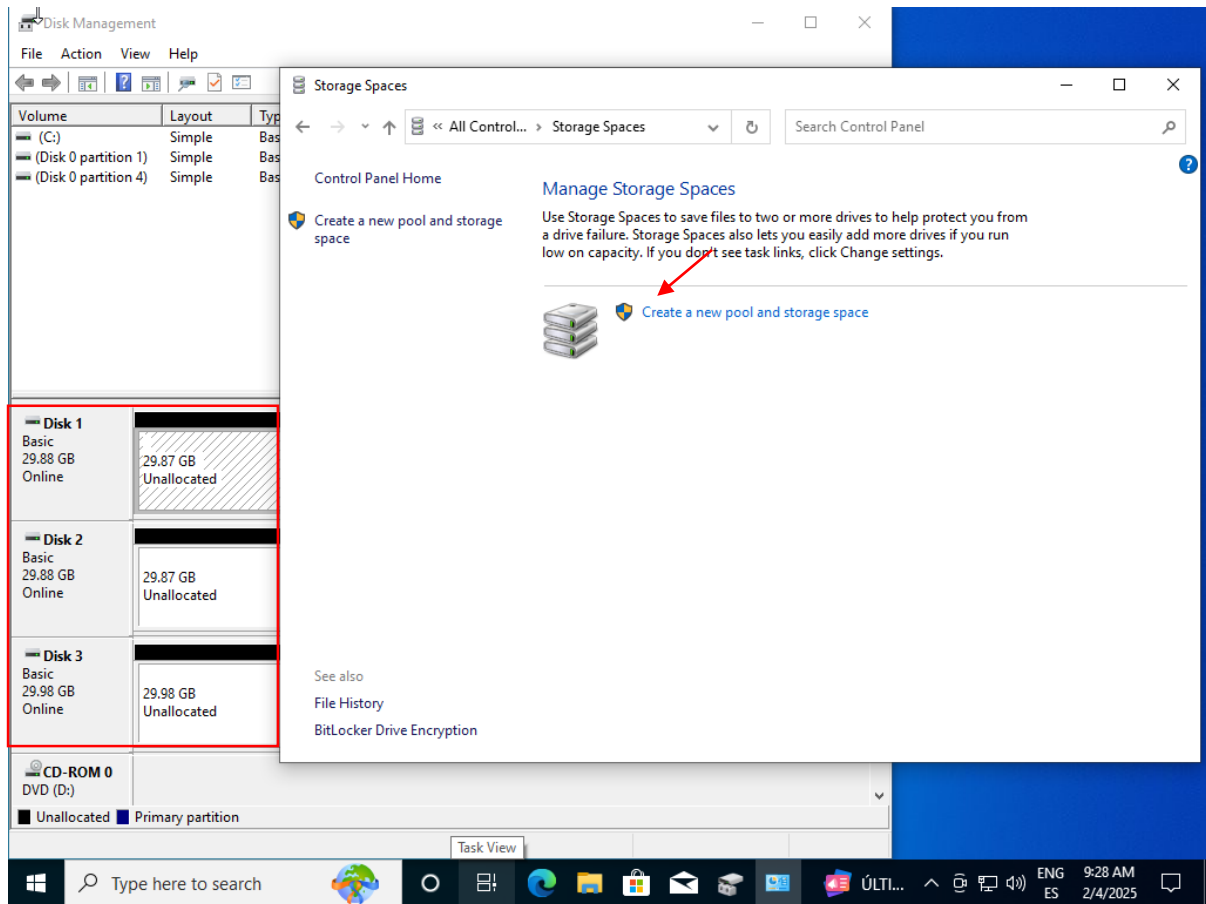 Disk Management
File Action View Help
Volume Layout Typ
(C:) Simple Bas
(Disk 0 partition 1) Simple Bas
(Disk 0 partition 4) Simple Bas
Disk 1
Basic
29.88 GB
Online
29.87 GB
Unallocated
Disk 2
Basic
29.88 GB
Online
29.87 GB
Unallocated
Disk 3
Basic
29.98 GB
Online
29.98 GB
Unallocated
CD-ROM 0
DVD (D:)
Unallocated Primary partition
Storage Spaces
« All Control... › Storage Spaces
Search Control Panel
Control Panel Home
Create a new pool and storage
space
Manage Storage Spaces
Use Storage Spaces to save files to two or more drives to help protect you from
a drive failure. Storage Spaces also lets you easily add more drives if you run
low on capacity. If you don't see task links, click Change settings.
Create a new pool and storage space
See also
File History
BitLocker Drive Encryption
Task View
Type here to search
ÚLTI...
ENG
ES
9:28 AM
2/4/2025